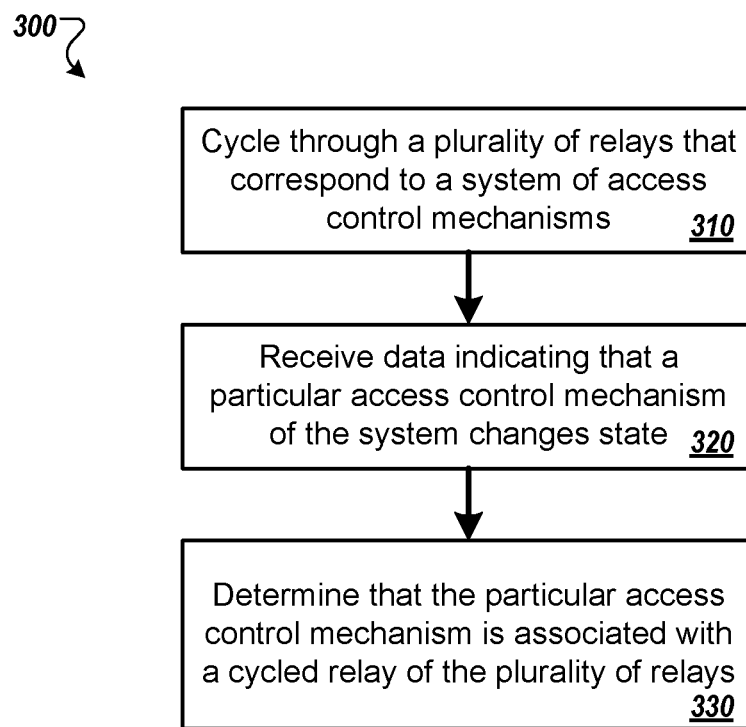 300
Cycle through a plurality of relays that
correspond to a system of access
control mechanisms 310
Receive data indicating that a
particular access control mechanism
of the system changes state 320
Determine that the particular access
control mechanism is associated with
a cycled relay of the plurality of relays
330